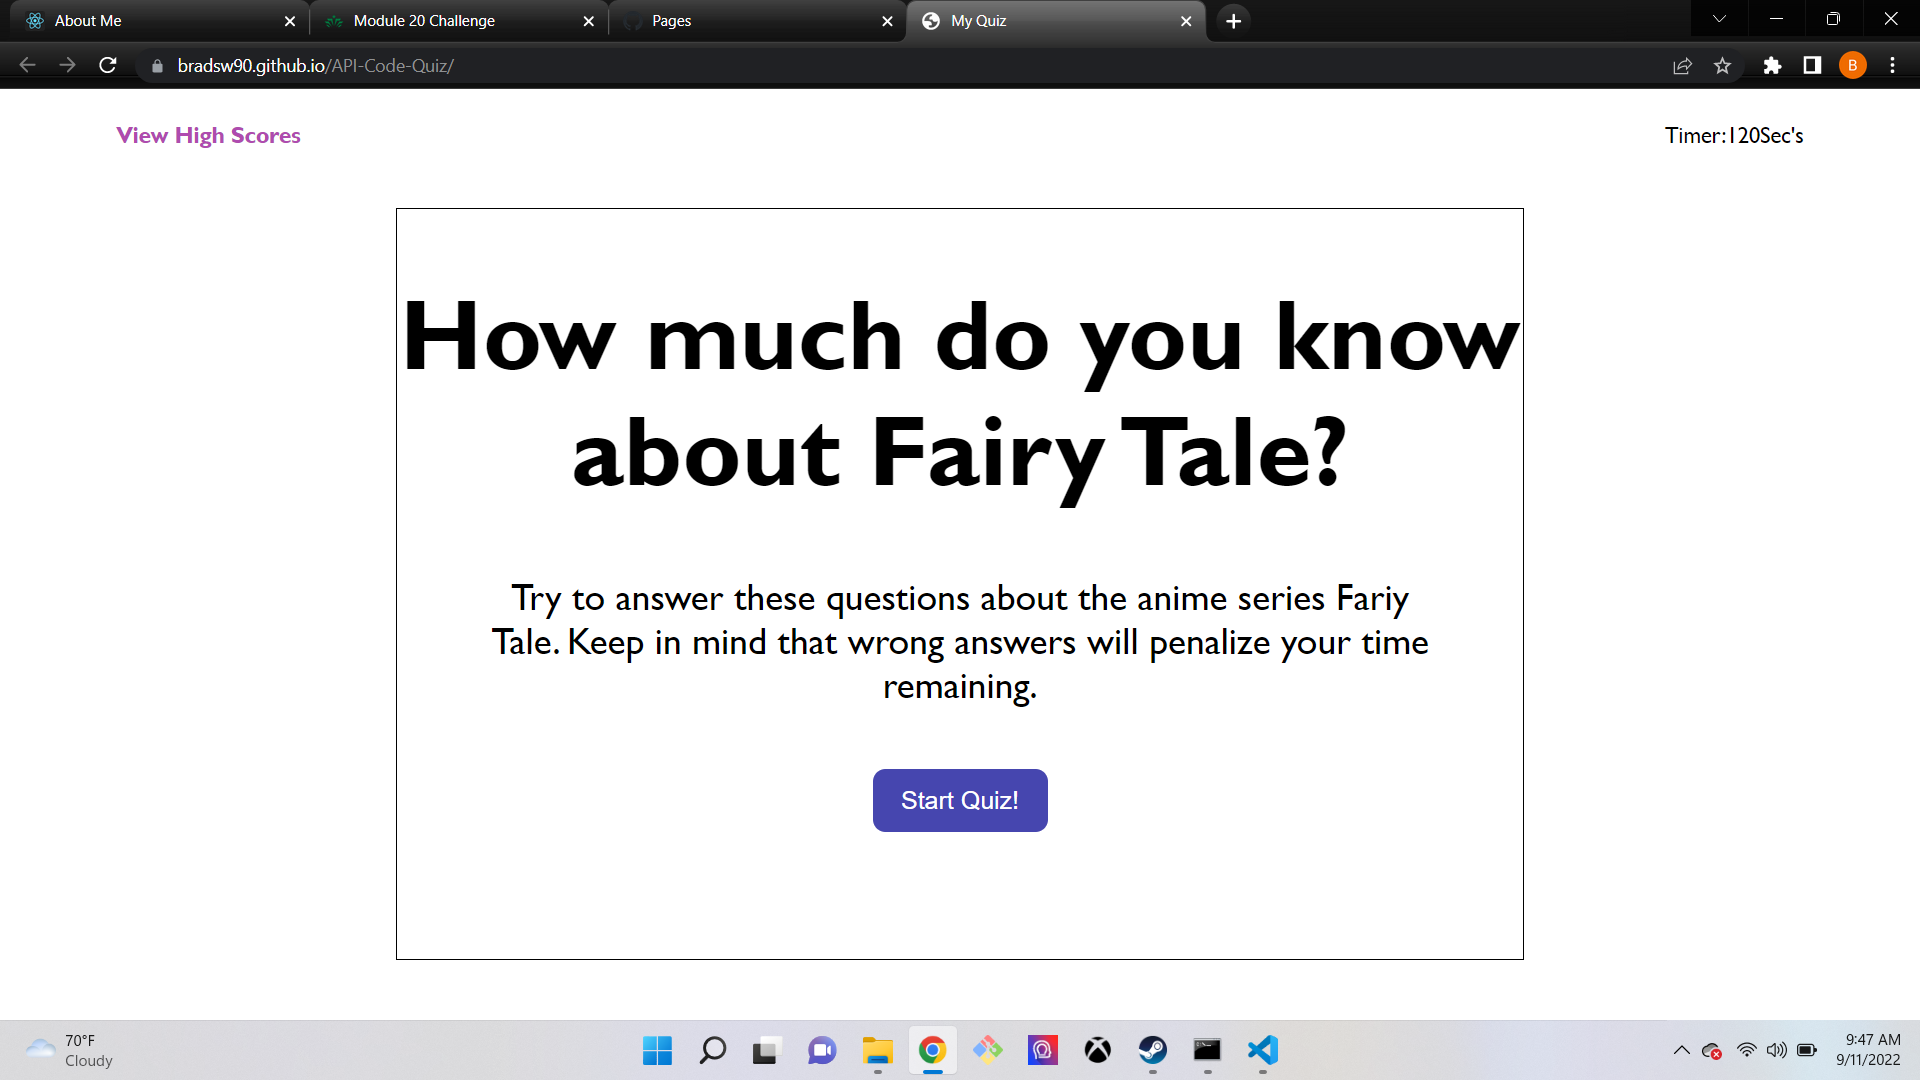 About Me
Module 20 Challenge
Pages
My Quiz
bradsw90.github.io/API-Code-Quiz/
B
View High Scores
Timer:120Sec's
How much do you know
about Fairy Tale?
Try to answer these questions about the anime series Fariy
Tale. Keep in mind that wrong answers will penalize your time
remaining.
Start Quiz!
70°F
Cloudy
9:47 AM
9/11/2022